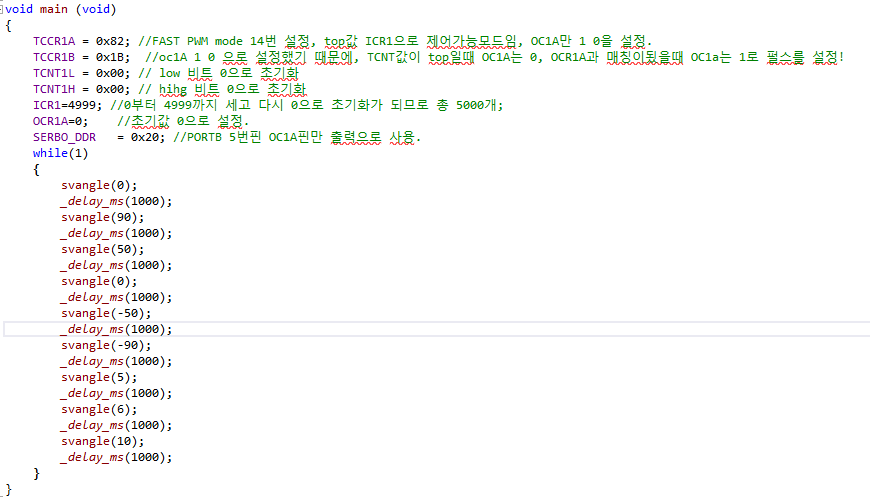 void main (void)
{
TCCR1A = 0x82; //FAST PWM mode 14번 설정, top값 ICR1으로 제어가능모드임, OC1A만 1 0을 설정.
TCCR1B = 0x1B;  //oc1A 1 0 으로 설정했기 때문에, TCNT값이 top일때 OC1A는 0, OCR1A과 매칭이됬을때 OC1a는 1로 펄스를 설정!
TCNT1L = 0x00; // low 비트 0으로 초기화
TCNT1H = 0x00; // hihg 비트 0으로 초기화
ICR1=4999; //0부터 4999까지 세고 다시 0으로 초기화가 되므로 총 5000개;
OCR1A=0;    //초기값 0으로 설정.
SERBO_DDR   = 0x20; //PORTB 5번핀 OC1A핀만 출력으로 사용.
while(1)
{
svangle(0);
_delay_ms(1000);
svangle(90);
_delay_ms(1000);
svangle(50);
_delay_ms(1000);
svangle(0);
_delay_ms(1000);
svangle(-50);
_delay_ms(1000);
svangle(-90);
_delay_ms(1000);
svangle(5);
_delay_ms(1000);
svangle(6);
_delay_ms(1000);
svangle(10);
_delay_ms(1000);
}
}